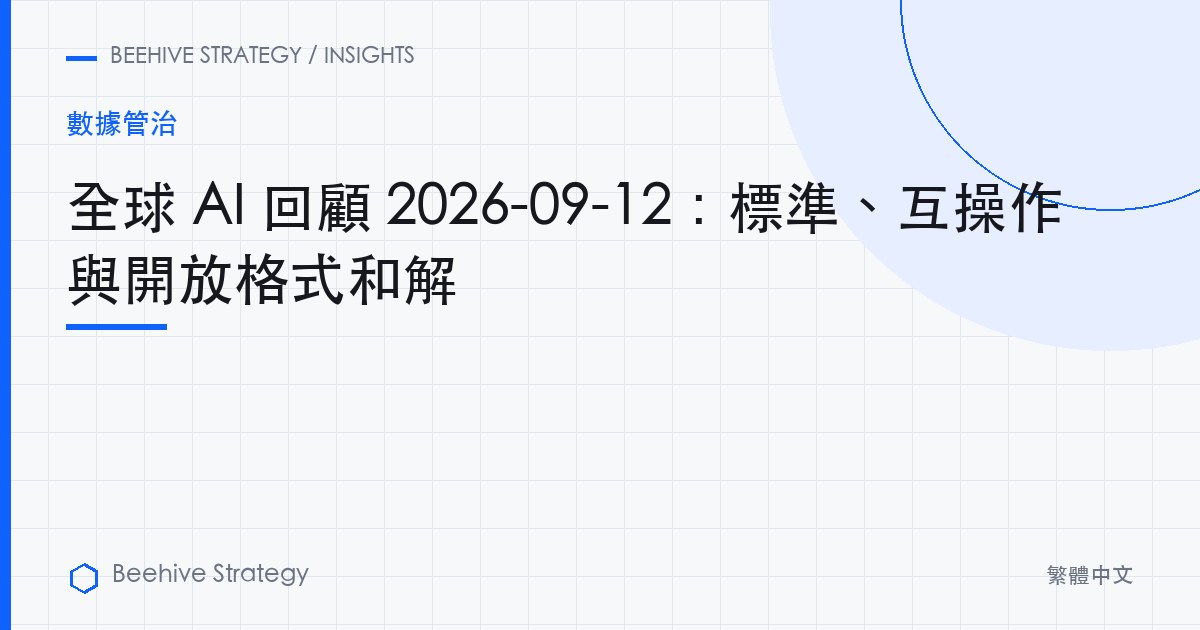 BEEHIVE STRATEGY / INSIGHTS
數據管治
全球 AI 回顧 2026-09-12：標準、互操作
與開放格式和解
Beehive Strategy
繁體中文